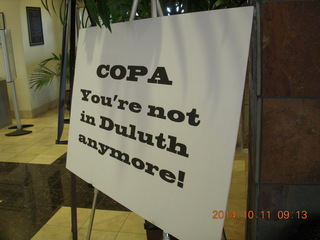 COPA
You're not
in Duluth
anymore!
2014.10.11 09:13